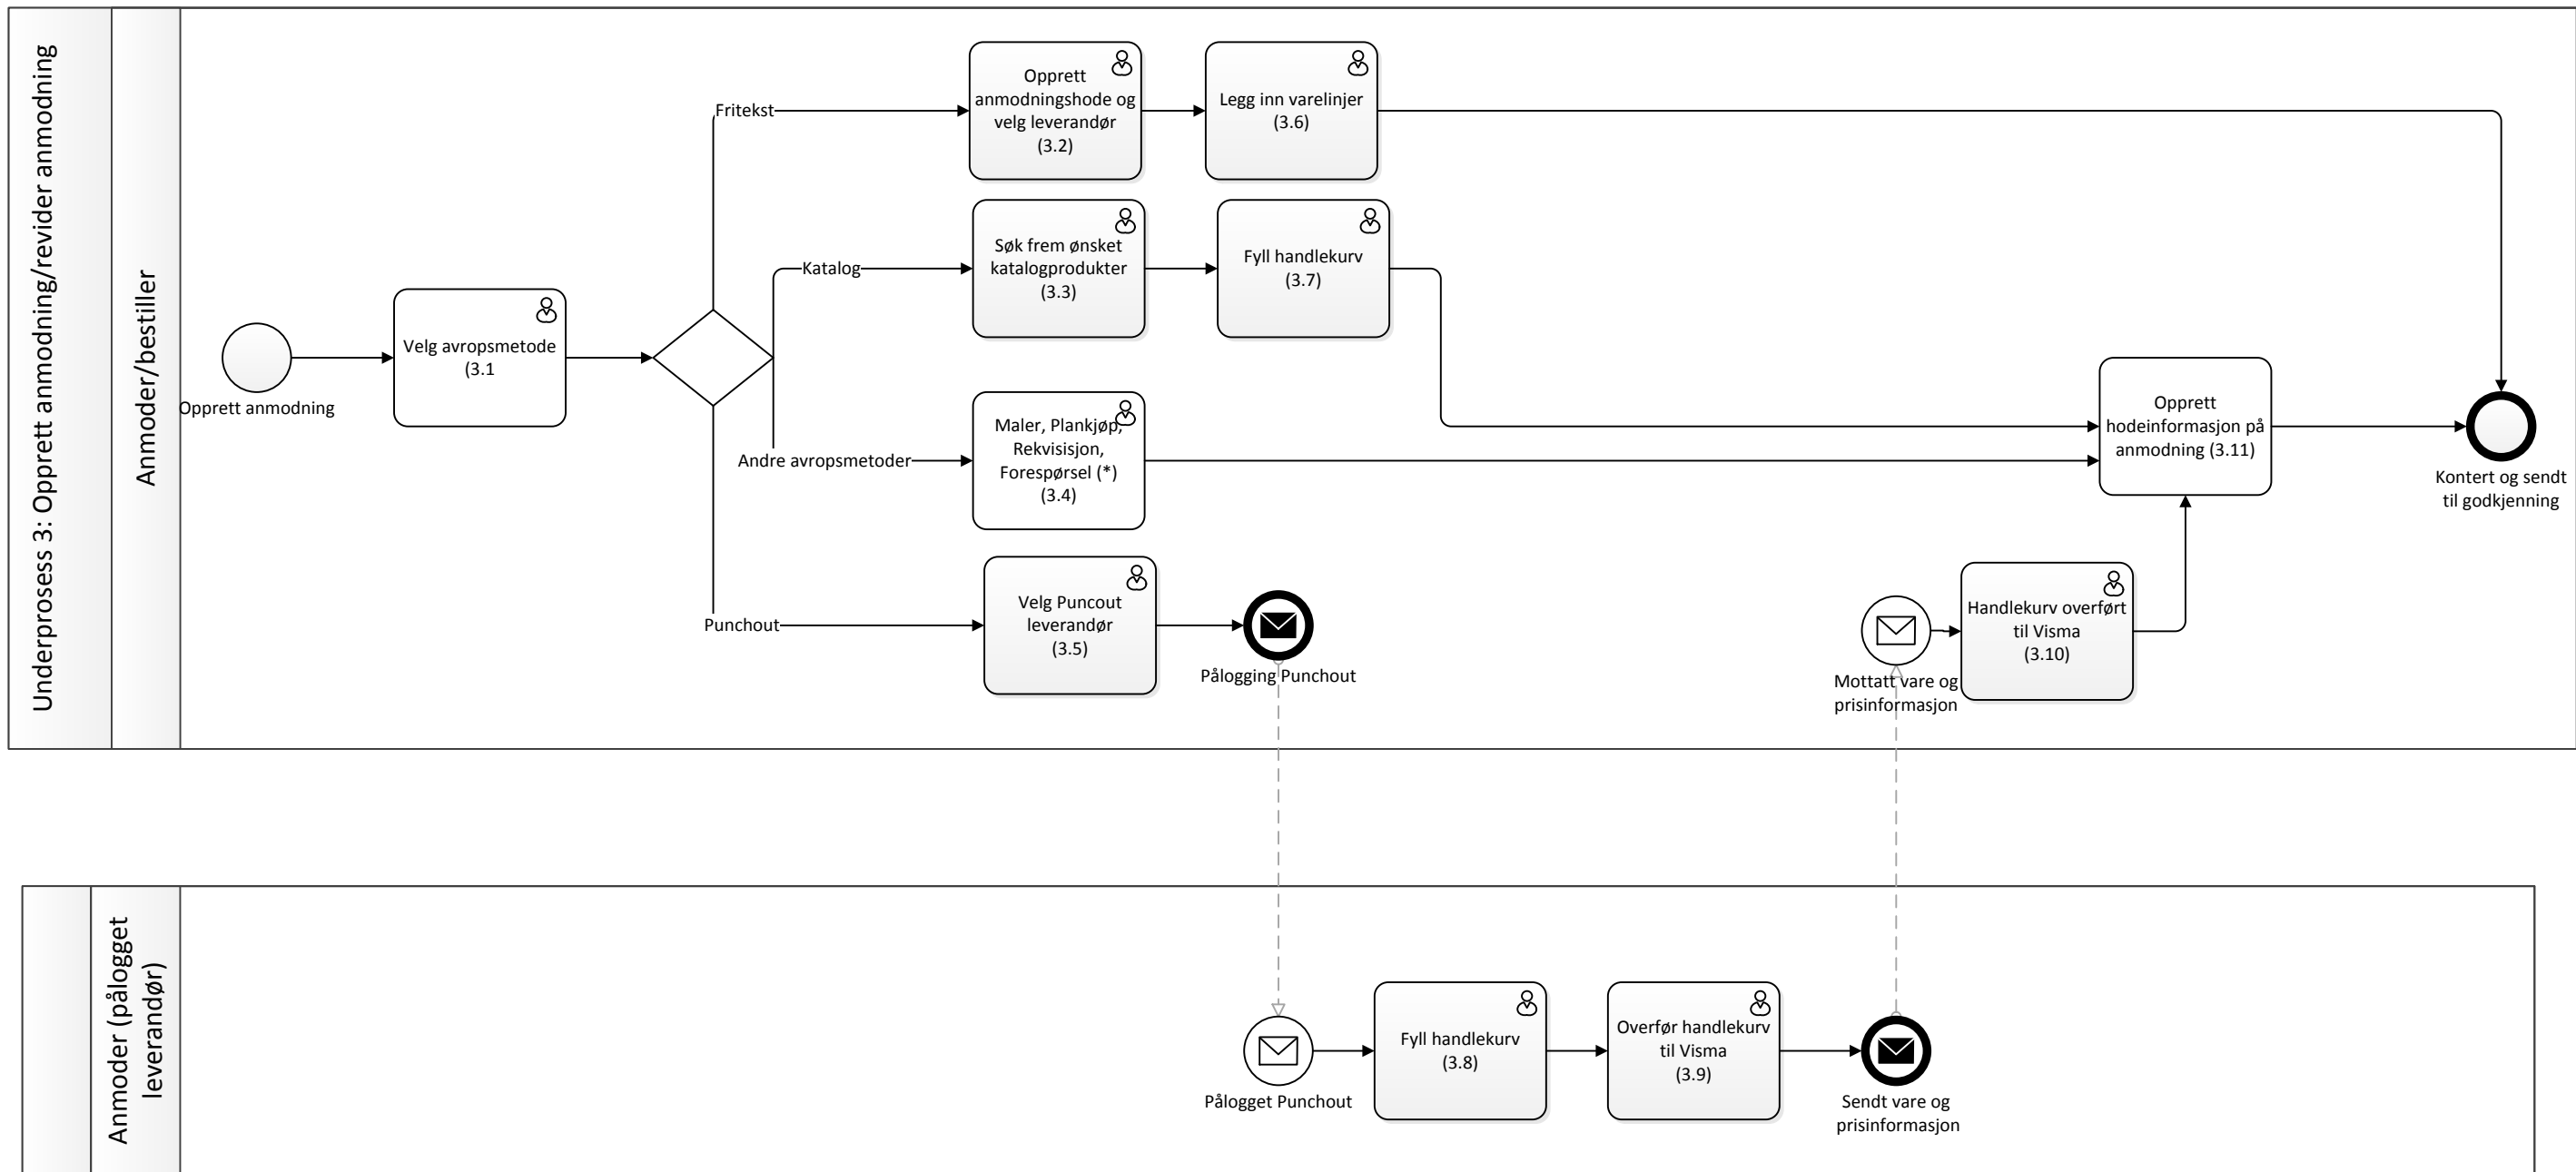 Underprosess 3: Opprett anmodning/revider anmodning
Anmoder/bestiller
Opprett anmodning
Velg avropsmetode
(3.1
Fritekst
Opprett
anmodningshode og
velg leverandør
(3.2)
Legg inn varelinjer
(3.6)
Katalog
Søk frem ønsket
katalogprodukter
(3.3)
Fyll handlekurv
(3.7)
Andre avropsmetoder
Maler, Plankjøp,
Rekvisisjon,
Forespørsel (*)
(3.4)
Opprett
hodeinformasjon på
anmodning (3.11)
Kontert og sendt
til godkjenning
Punchout
Velg Puncout
leverandør
(3.5)
Pålogging Punchout
Mottatt vare og
prisinformasjon
Handlekurv overført
til Visma
(3.10)
Anmoder (pålogget
leverandør)
Pålogget Punchout
Fyll handlekurv
(3.8)
Overfør handlekurv
til Visma
(3.9)
Sendt vare og
prisinformasjon